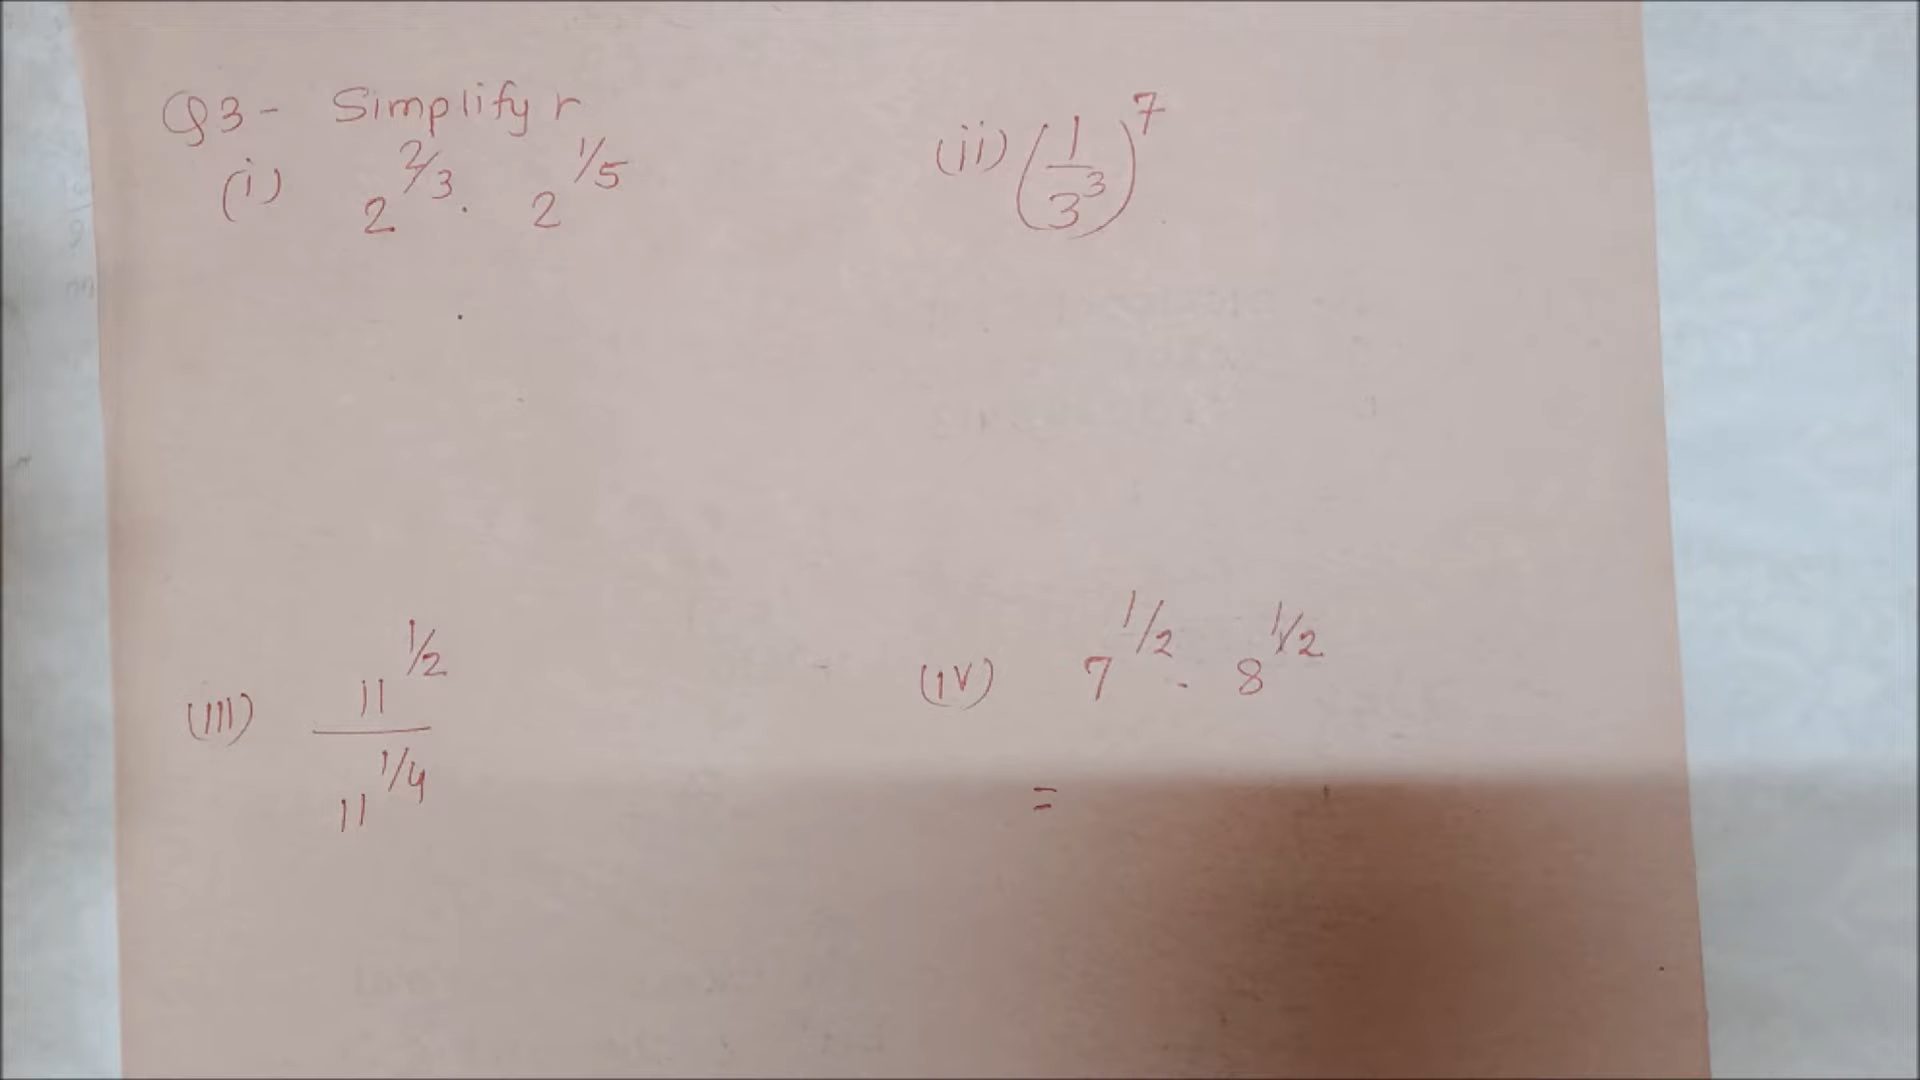 Q3- Simplify r
(i) 2^2/3 . 2^1/5
(ii) (1/3^3)^7
(III) 11^1/2 / 11^1/4
(IV) 7^1/2 . 8^1/2
=